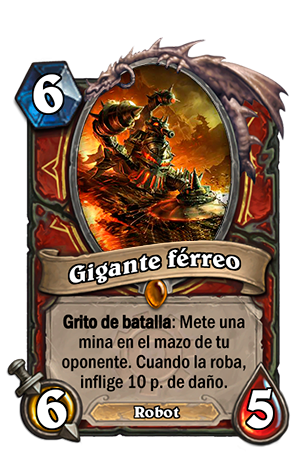 6
Gigante férreo
Grito de batalla: Mete una
mina en el mazo de tu
oponente. Cuando la roba,
inflige 10 p. de daño.
6
Robot
5